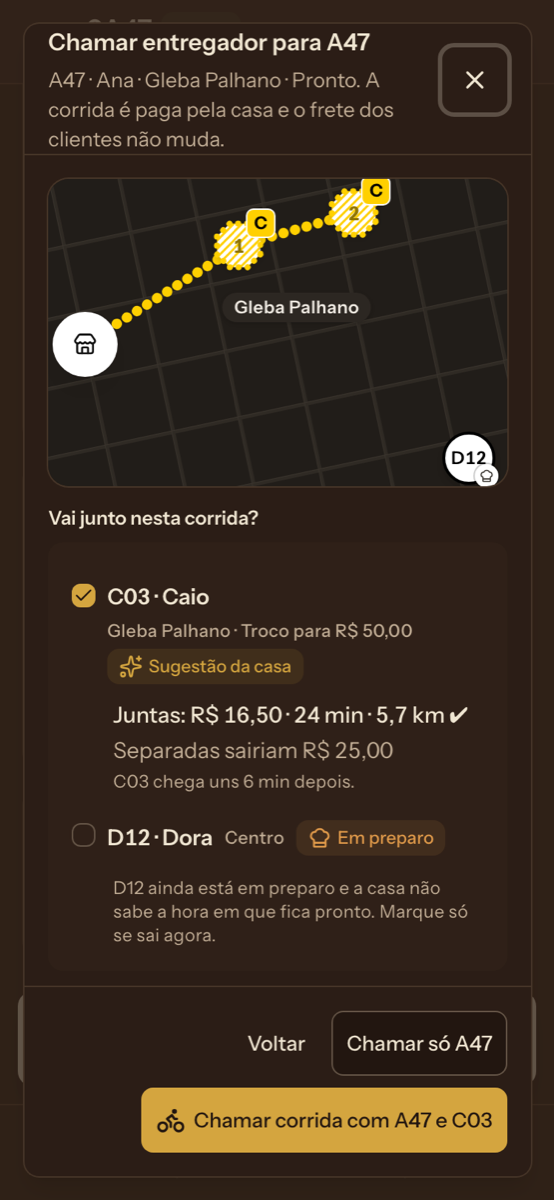 Chamar entregador para A47
A47 · Ana · Gleba Palhano · Pronto. A
corrida é paga pela casa e o frete dos
clientes não muda.
C
2
C
1
Gleba Palhano
D12
Vai junto nesta corrida?
C03 · Caio
Gleba Palhano · Troco para R$ 50,00
Sugestão da casa
Juntas: R$ 16,50 · 24 min · 5,7 km ✔
Separadas sairiam R$ 25,00
C03 chega uns 6 min depois.
D12 · Dora Centro Em preparo
D12 ainda está em preparo e a casa não
sabe a hora em que fica pronto. Marque só
se sai agora.
Voltar Chamar só A47
Chamar corrida com A47 e C03